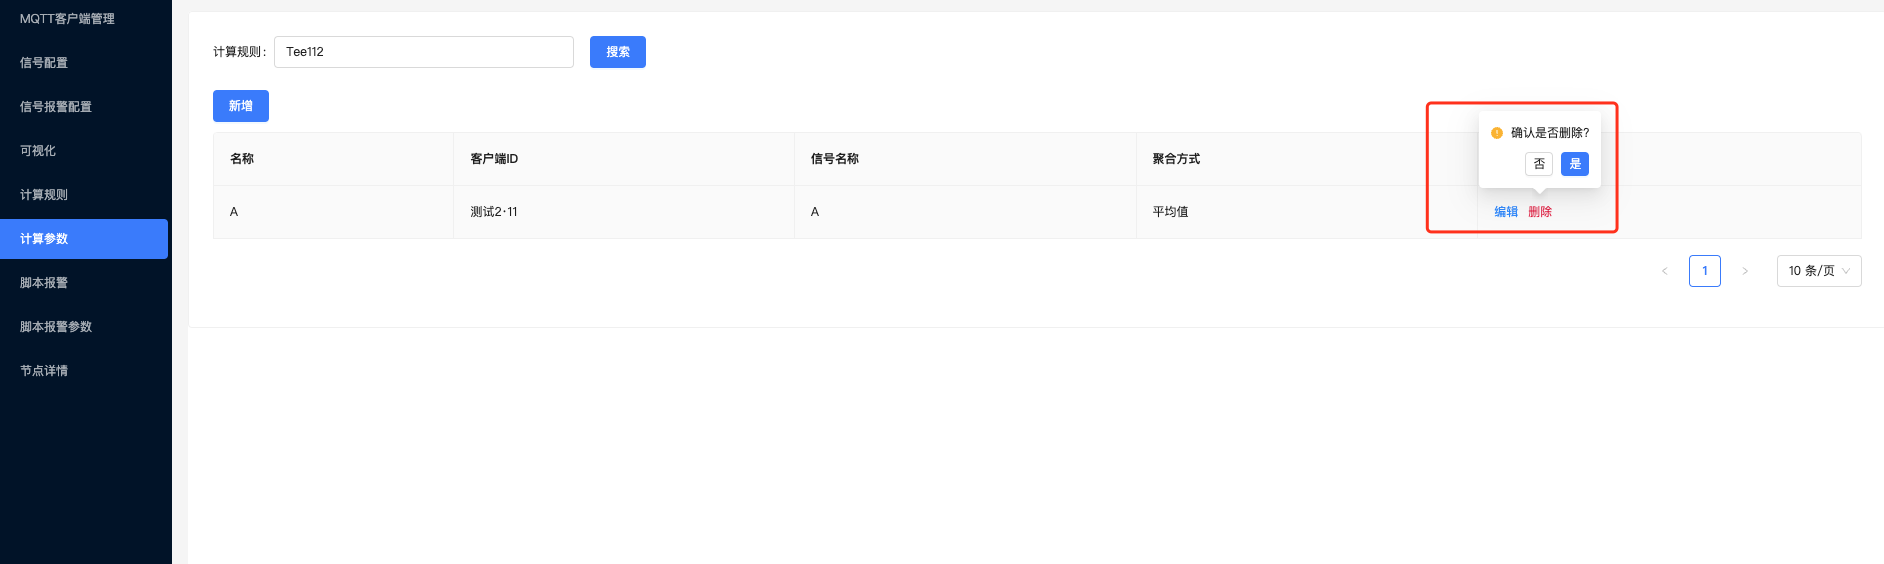 MQTT客户端管理
信号配置
信号报警配置
可视化
计算规则
计算参数
脚本报警
脚本报警参数
节点详情
计算规则： Tee112 搜索
新增
确认是否删除?
否 是
名称 客户端ID 信号名称 聚合方式
A 测试2·11 A 平均值 编辑 删除
< 1 > 10 条/页